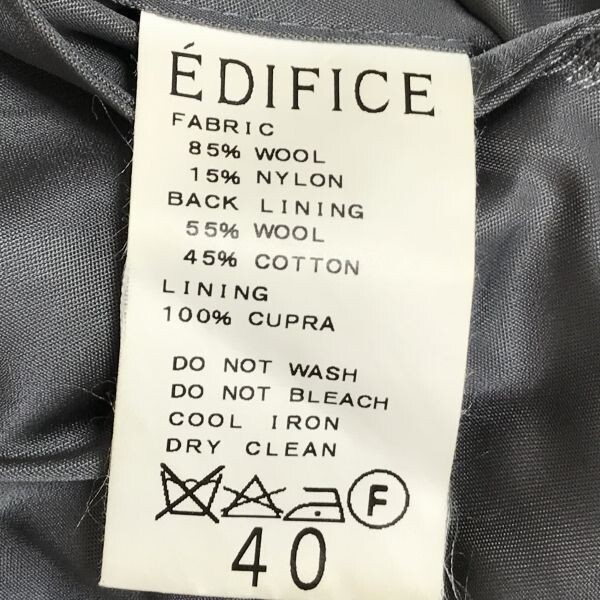 ÉDIFICE
FABRIC
85% WOOL
15% NYLON
BACK LINING
55% WOOL
45% COTTON
LINING
100% CUPRA
DO NOT WASH
DO NOT BLEACH
COOL IRON
DRY CLEAN
F
40